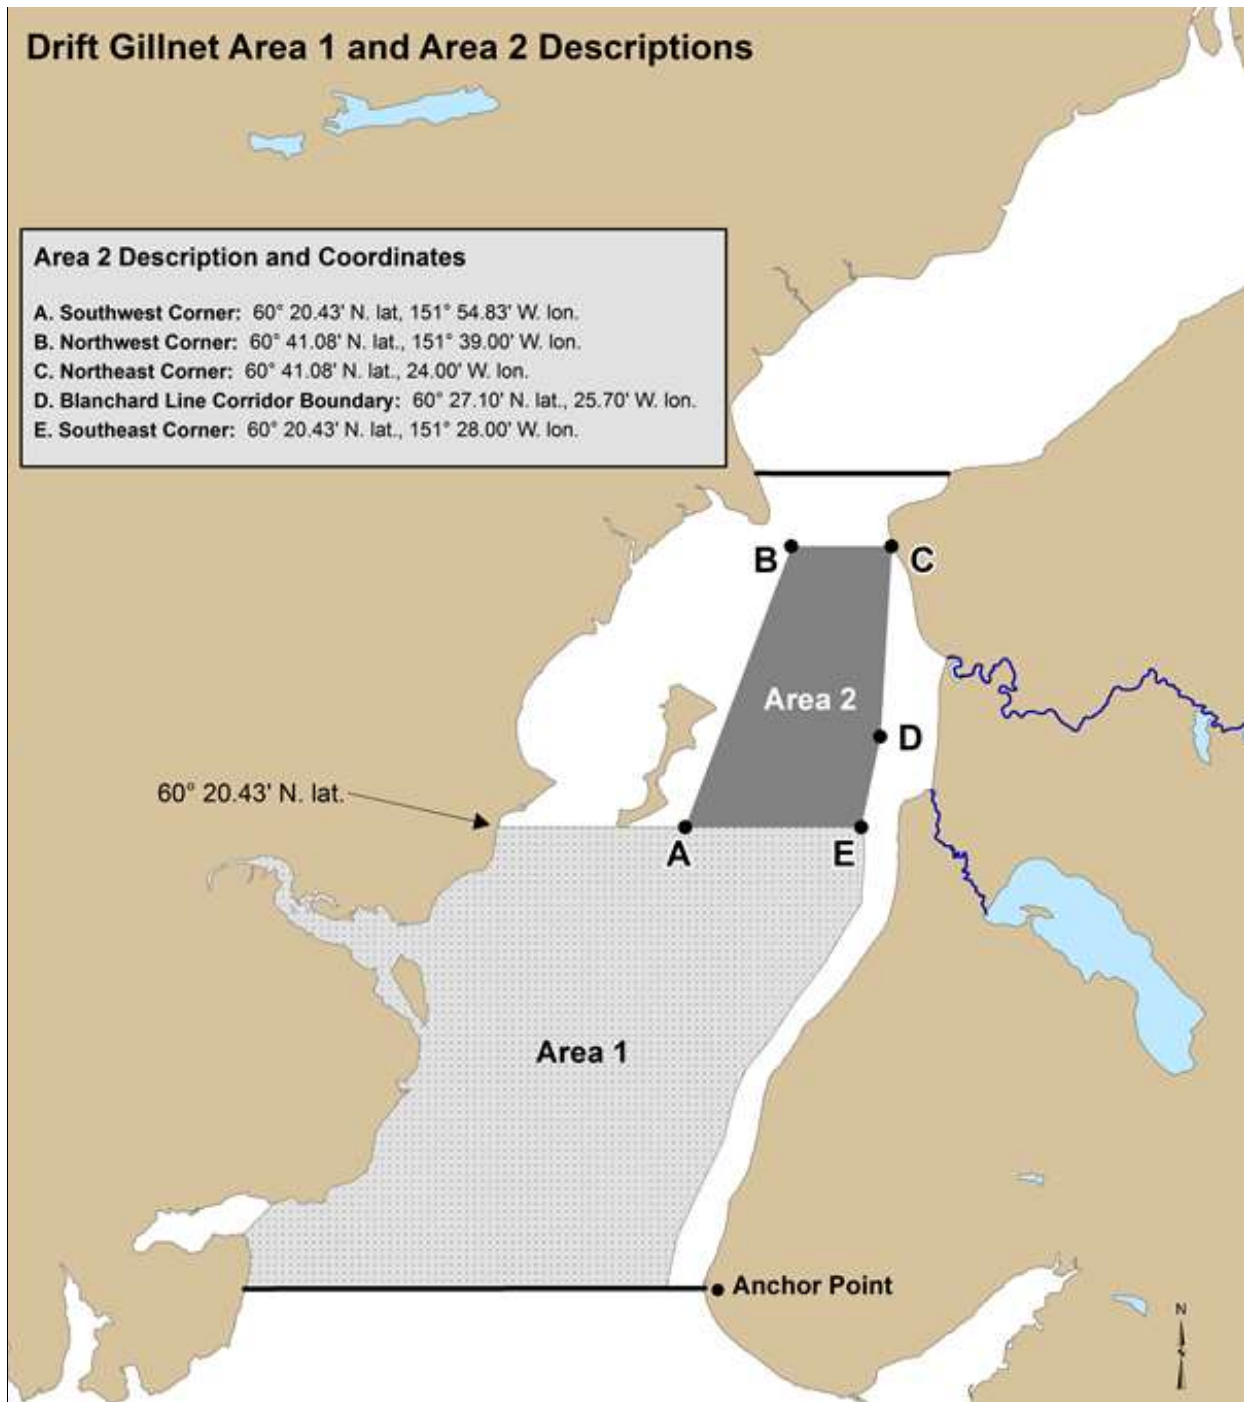 Drift Gillnet Area 1 and Area 2 Descriptions
Area 2 Description and Coordinates
A. Southwest Corner: 60° 20.43' N. lat, 151° 54.83' W. lon.
B. Northwest Corner: 60° 41.08' N. lat., 151° 39.00' W. lon.
C. Northeast Corner: 60° 41.08' N. lat., 24.00' W. lon.
D. Blanchard Line Corridor Boundary: 60° 27.10' N. lat., 25.70' W. lon.
E. Southeast Corner: 60° 20.43' N. lat., 151° 28.00' W. lon.
B
C
Area 2
D
60° 20.43' N. lat.
A
E
Area 1
Anchor Point
N
S